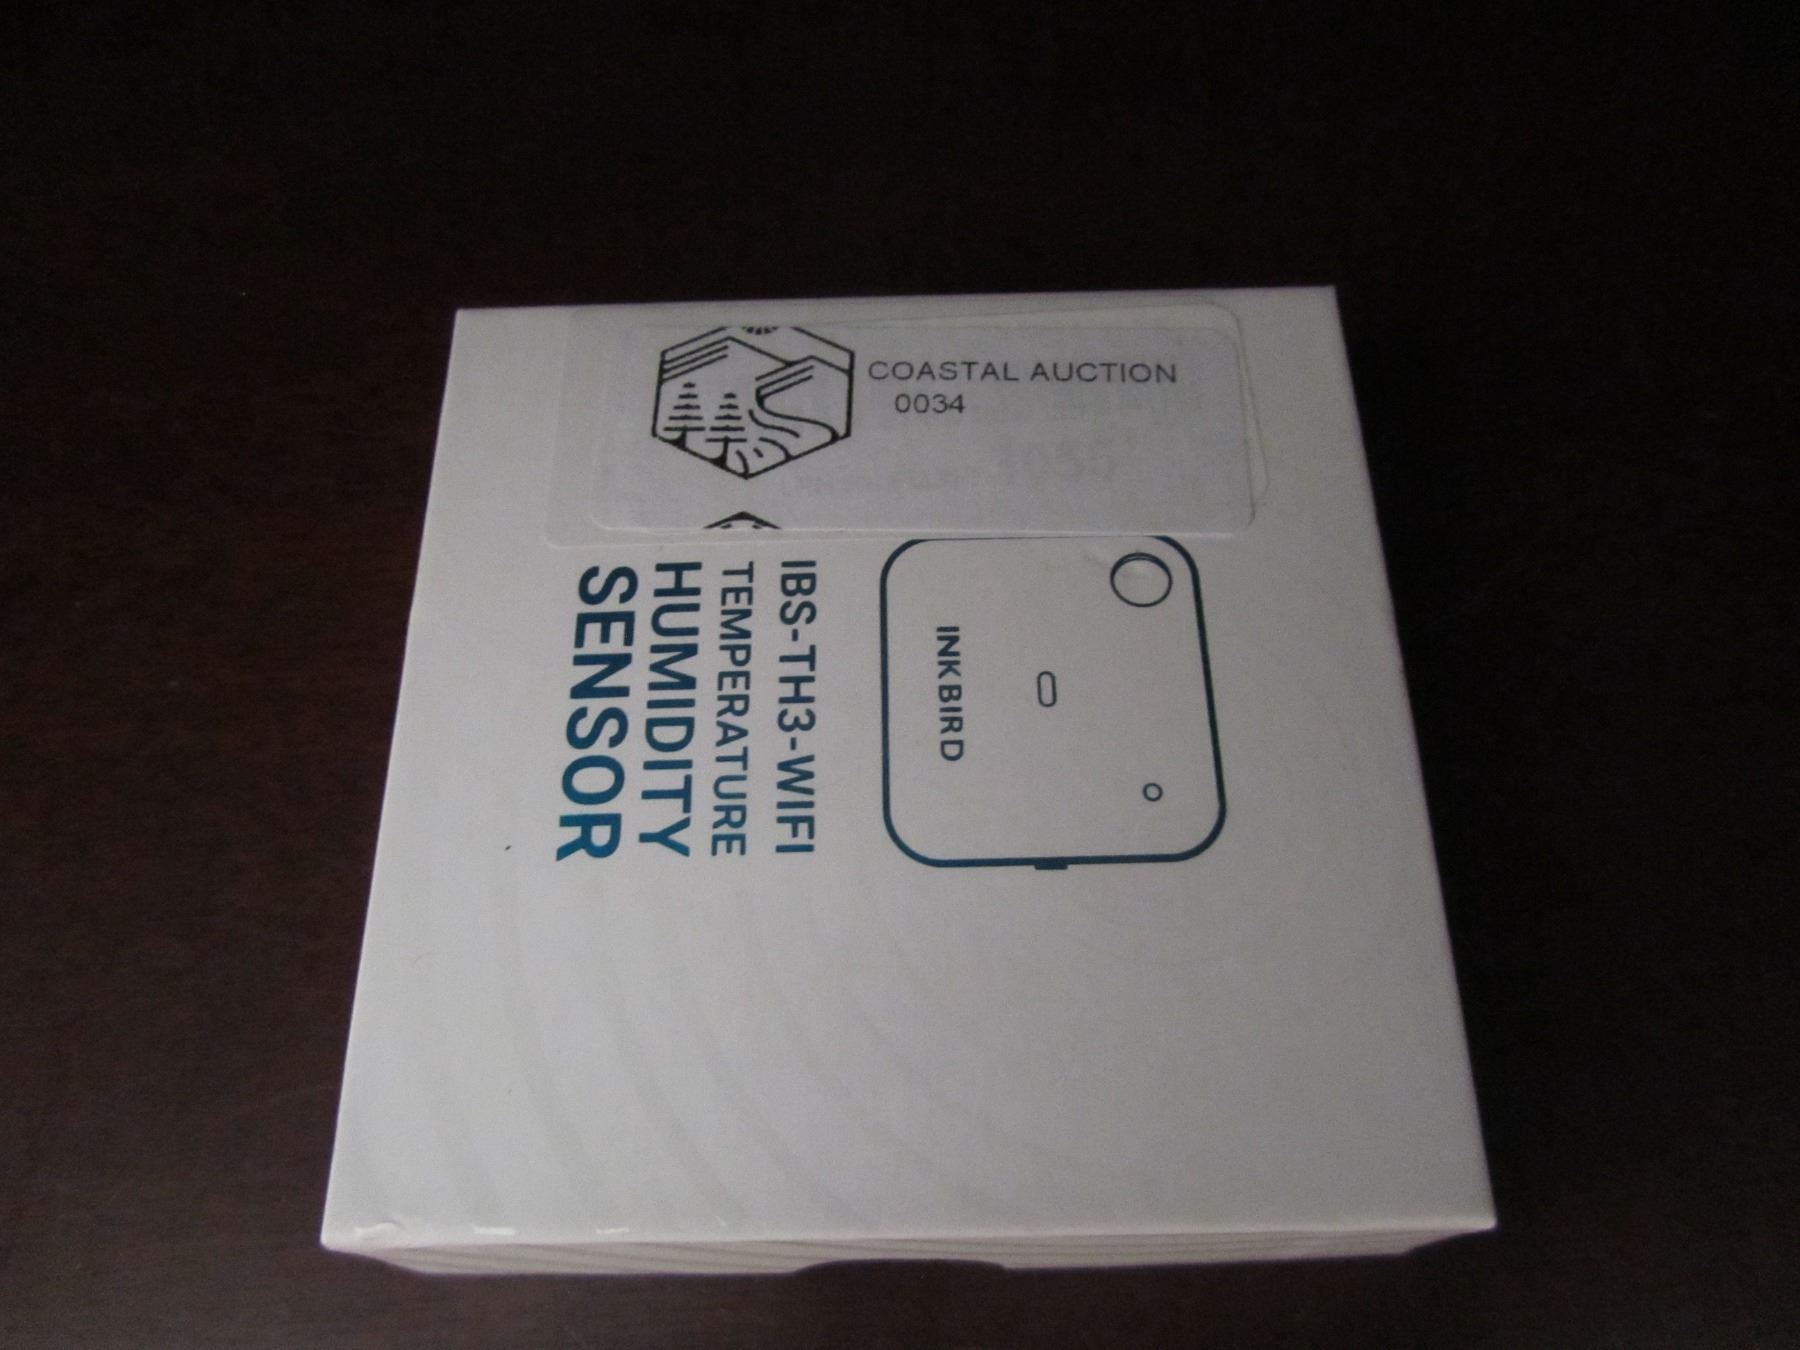 COASTAL AUCTION
0034
INKBIRD
IBS-TH3-WIFI
TEMPERATURE
HUMIDITY
SENSOR